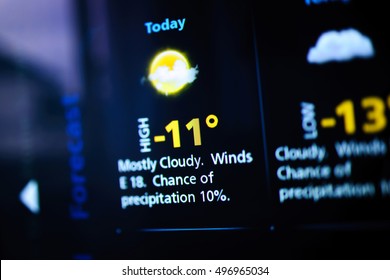 Today
HIGH
-11°
Mostly Cloudy. Winds
E 18. Chance of
precipitation 10%.
LOW
-13
Cloudy. Winds
Chance of
precipitation
Forecast
shutterstock.com · 496965034